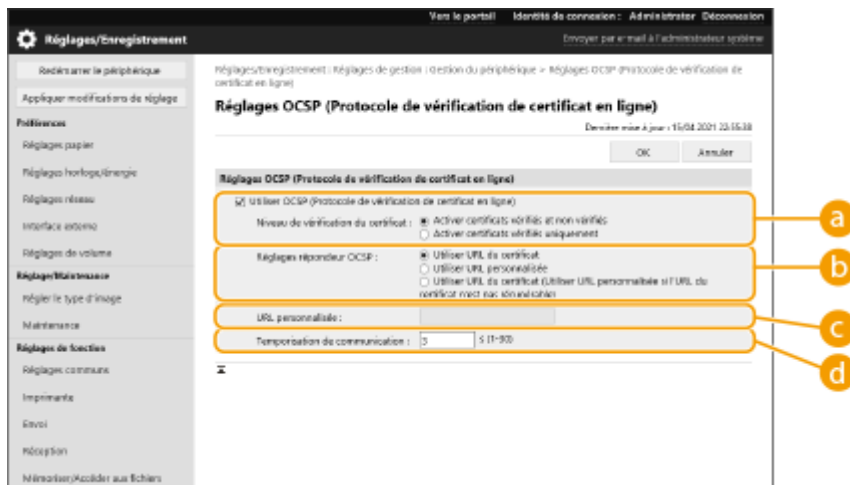 Vers le portail Identité de connexion : Administrator Déconnexion
Réglages/Enregistrement
Envoyer par e-mail à l'administrateur système
Redémarrer le périphérique
Appliquer modifications de réglage
Préférences
Réglages papier
Réglages horloge/énergie
Réglages réseau
Interface externe
Réglages de volume
Réglage/Maintenance
Régler le type d'image
Maintenance
Réglages de fonction
Réglages communs
Imprimante
Envoi
Réception
Mémoriser/Accéder aux fichiers
Réglages/Enregistrement : Réglages de gestion : Gestion du périphérique > Réglages OCSP (Protocole de vérification de
certificat en ligne)
Réglages OCSP (Protocole de vérification de certificat en ligne)
Dernière mise à jour : 15/04 2021 22:55:38
OK Annuler
Réglages OCSP (Protocole de vérification de certificat en ligne)
Utiliser OCSP (Protocole de vérification de certificat en ligne)
Niveau de vérification du certificat : Activer certificats vérifiés et non vérifiés
Activer certificats vérifiés uniquement
Réglages répondeur OCSP : Utiliser URL du certificat
Utiliser URL personnalisée
Utiliser URL du certificat (Utiliser URL personnalisée si l'URL du
certificat n'est pas récupérable)
URL personnalisée :
Temporisation de communication : 3 s (1-90)
a
b
c
d